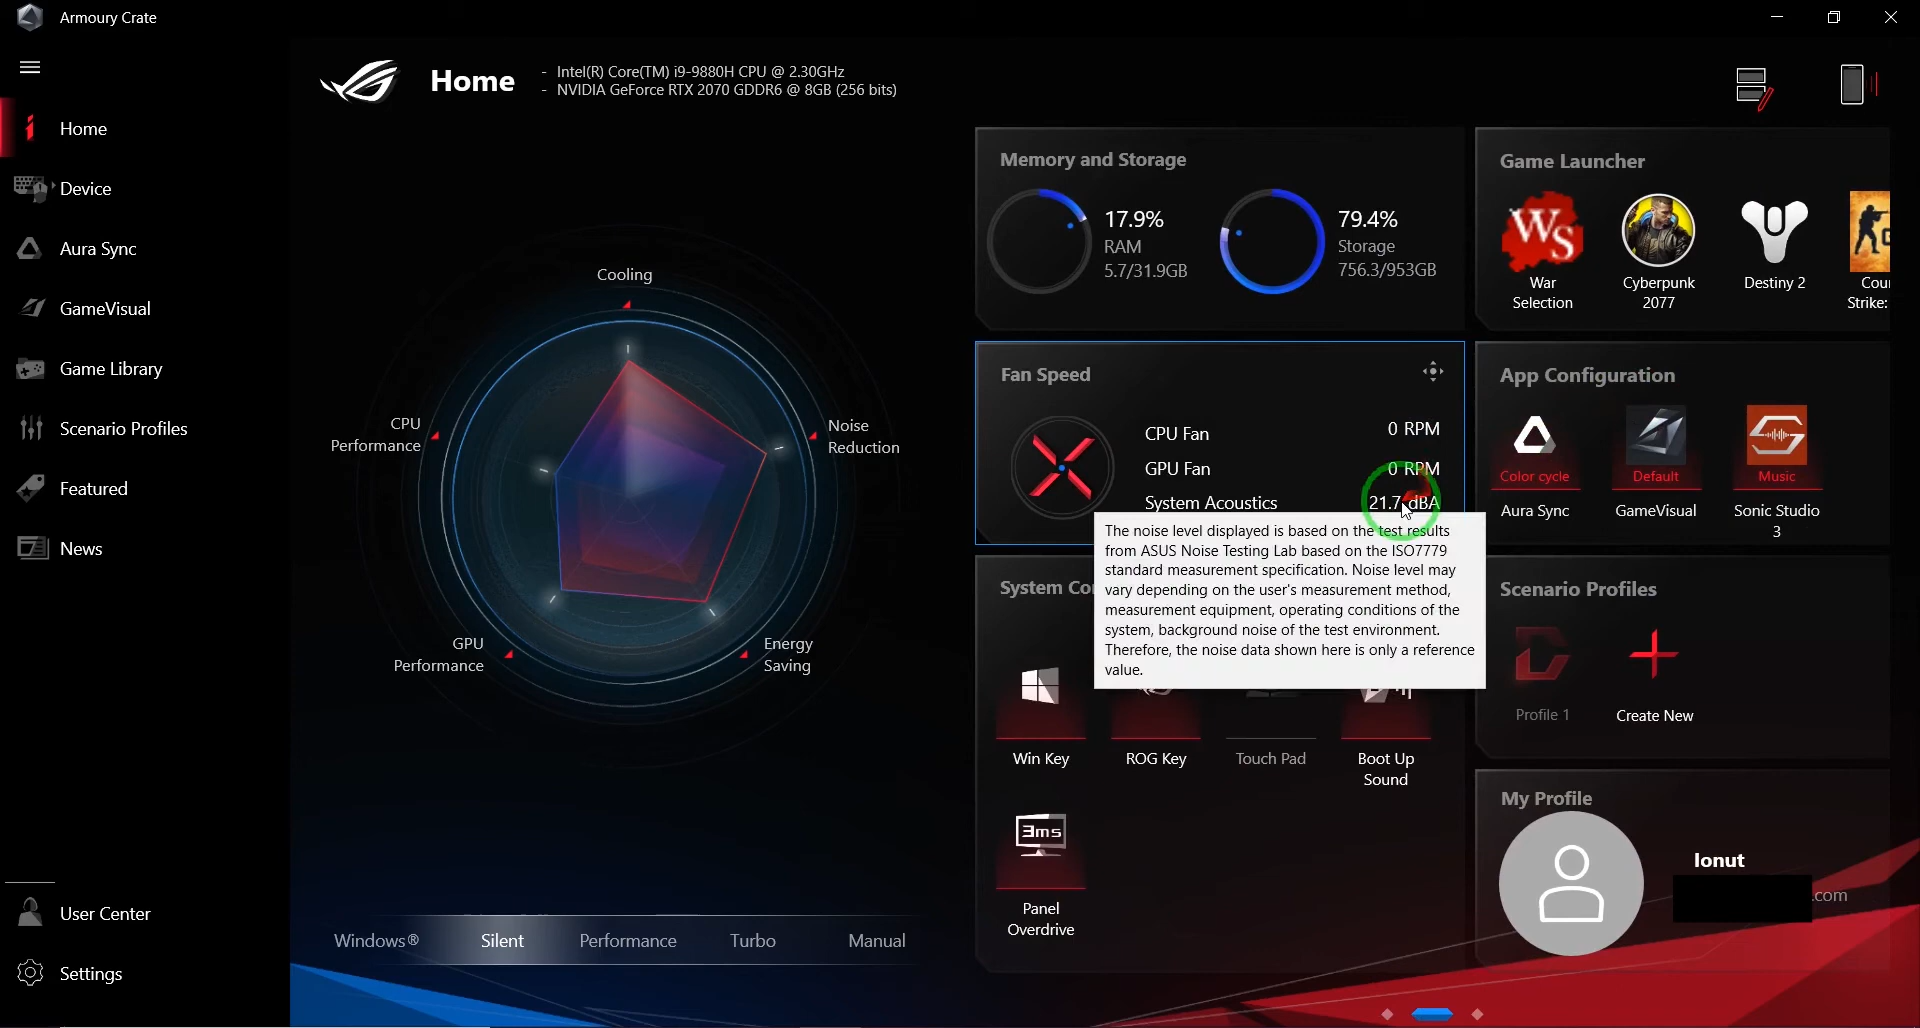 Armoury Crate
Home
- Intel(R) Core(TM) i9-9880H CPU @ 2.30GHz
- NVIDIA GeForce RTX 2070 GDDR6 @ 8GB (256 bits)
Home
Device
Aura Sync
GameVisual
Game Library
Scenario Profiles
Featured
News
User Center
Settings
Cooling
CPU
Performance
Noise
Reduction
GPU
Performance
Energy
Saving
Windows®
Silent
Performance
Turbo
Manual
Memory and Storage
17.9%
RAM
5.7/31.9GB
79.4%
Storage
756.3/953GB
Game Launcher
WS
War
Selection
Cyberpunk
2077
Destiny 2
Cou
Strike:
Fan Speed
CPU Fan
0 RPM
GPU Fan
0 RPM
System Acoustics
21.7 dBA
The noise level displayed is based on the test results
from ASUS Noise Testing Lab based on the ISO7779
standard measurement specification. Noise level may
vary depending on the user's measurement method,
measurement equipment, operating conditions of the
system, background noise of the test environment.
Therefore, the noise data shown here is only a reference
value.
App Configuration
Color cycle
Aura Sync
Default
GameVisual
Music
Sonic Studio
3
System Co
Win Key
ROG Key
Touch Pad
Boot Up
Sound
3ms
Panel
Overdrive
Scenario Profiles
Profile 1
Create New
My Profile
Ionut
.com